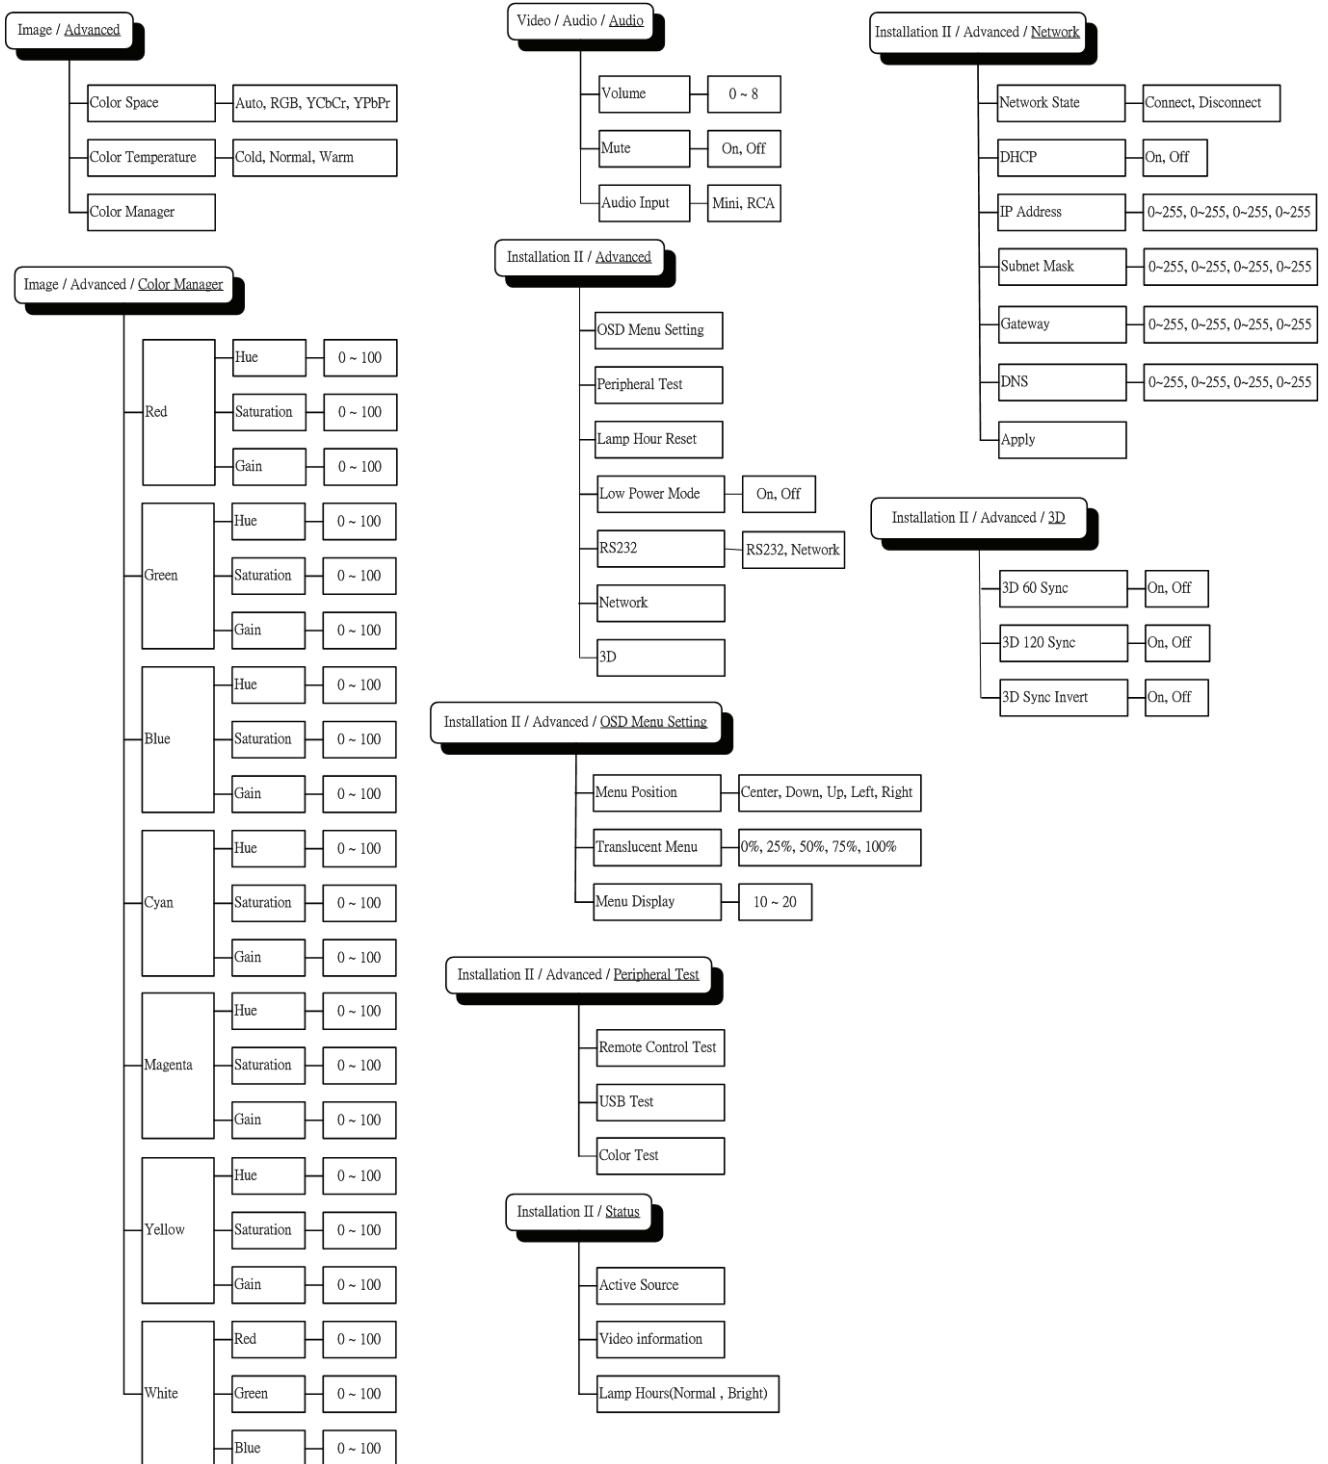 Image / Advanced
Color Space
Auto, RGB, YCbCr, YPbPr
Color Temperature
Cold, Normal, Warm
Color Manager
Image / Advanced / Color Manager
Red
Hue
0 ~ 100
Saturation
0 ~ 100
Gain
0 ~ 100
Green
Hue
0 ~ 100
Saturation
0 ~ 100
Gain
0 ~ 100
Blue
Hue
0 ~ 100
Saturation
0 ~ 100
Gain
0 ~ 100
Cyan
Hue
0 ~ 100
Saturation
0 ~ 100
Gain
0 ~ 100
Magenta
Hue
0 ~ 100
Saturation
0 ~ 100
Gain
0 ~ 100
Yellow
Hue
0 ~ 100
Saturation
0 ~ 100
Gain
0 ~ 100
White
Red
0 ~ 100
Green
0 ~ 100
Blue
0 ~ 100
Video / Audio / Audio
Volume
0 ~ 8
Mute
On, Off
Audio Input
Mini, RCA
Installation II / Advanced
OSD Menu Setting
Peripheral Test
Lamp Hour Reset
Low Power Mode
On, Off
RS232
RS232, Network
Network
3D
Installation II / Advanced / OSD Menu Setting
Menu Position
Center, Down, Up, Left, Right
Translucent Menu
0%, 25%, 50%, 75%, 100%
Menu Display
10 ~ 20
Installation II / Advanced / Peripheral Test
Remote Control Test
USB Test
Color Test
Installation II / Status
Active Source
Video information
Lamp Hours(Normal , Bright)
Installation II / Advanced / Network
Network State
Connect, Disconnect
DHCP
On, Off
IP Address
0~255, 0~255, 0~255, 0~255
Subnet Mask
0~255, 0~255, 0~255, 0~255
Gateway
0~255, 0~255, 0~255, 0~255
DNS
0~255, 0~255, 0~255, 0~255
Apply
Installation II / Advanced / 3D
3D 60 Sync
On, Off
3D 120 Sync
On, Off
3D Sync Invert
On, Off